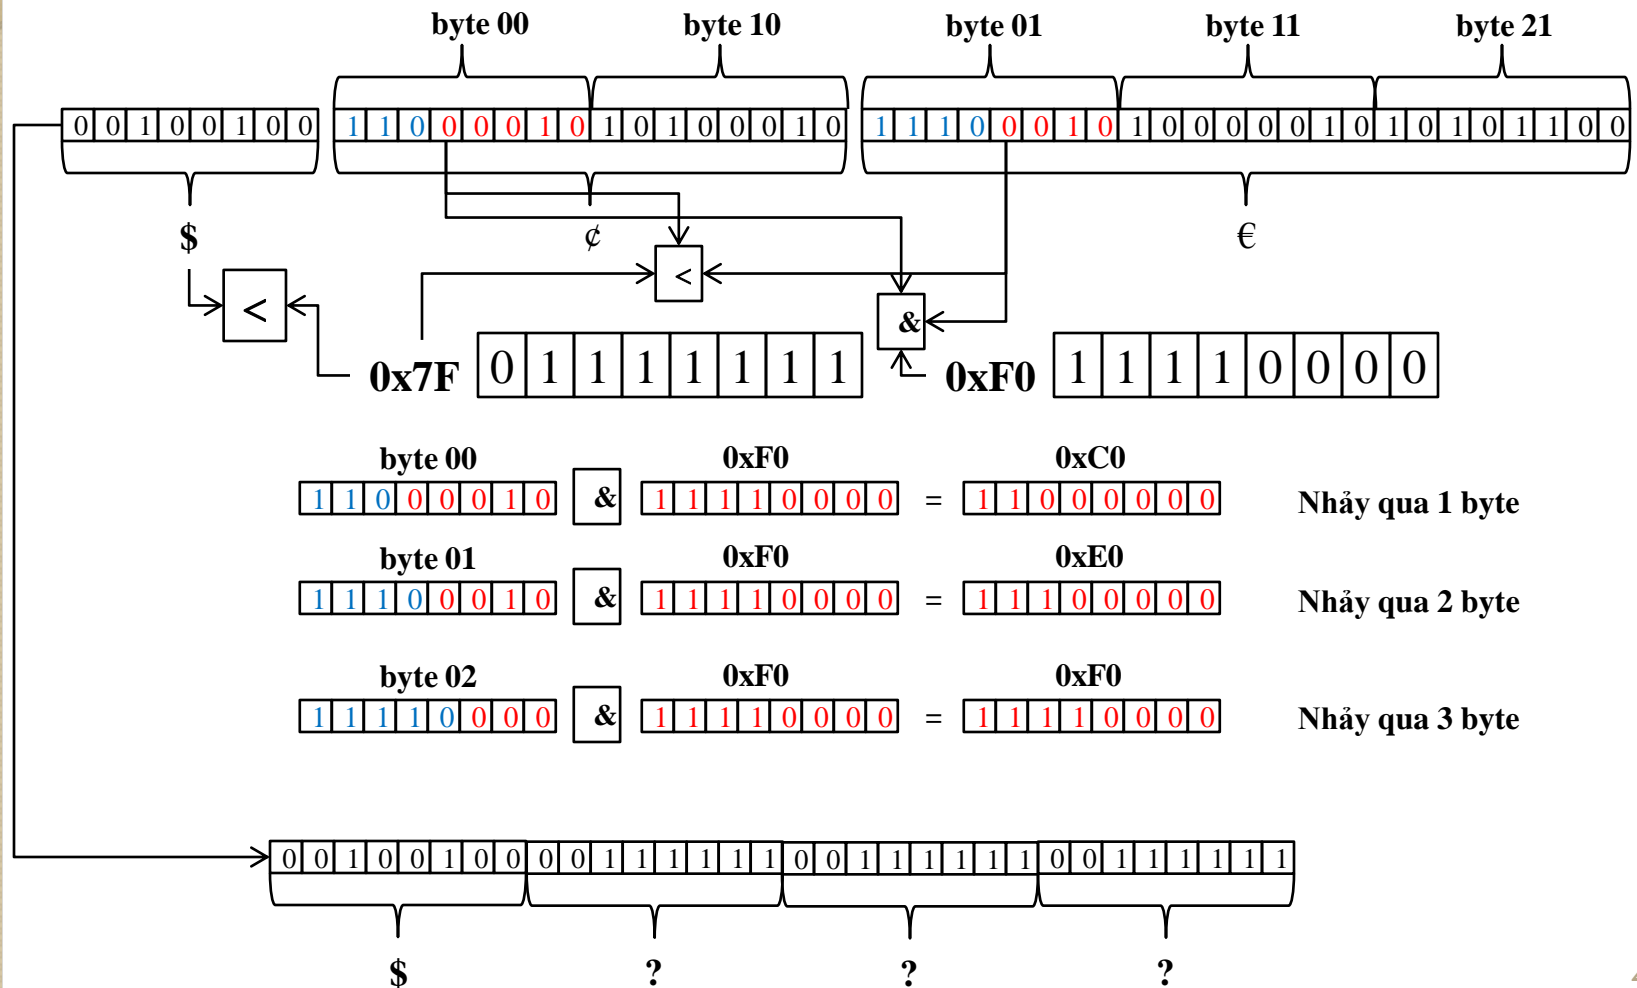 byte 00 byte 10 byte 01 byte 11 byte 21
0 0 1 0 0 1 0 0 1 1 0 0 0 0 1 0 1 0 1 0 0 0 1 0 1 1 1 0 0 0 1 0 1 0 0 0 0 0 1 0 1 0 1 0 1 1 0 0
$ ¢ €
< < &
0x7F 0 1 1 1 1 1 1 1 0xF0 1 1 1 1 0 0 0 0
byte 00 0xF0 0xC0
1 1 0 0 0 0 1 0 & 1 1 1 1 0 0 0 0 = 1 1 0 0 0 0 0 0 Nhảy qua 1 byte
byte 01 0xF0 0xE0
1 1 1 0 0 0 1 0 & 1 1 1 1 0 0 0 0 = 1 1 1 0 0 0 0 0 Nhảy qua 2 byte
byte 02 0xF0 0xF0
1 1 1 1 0 0 0 0 & 1 1 1 1 0 0 0 0 = 1 1 1 1 0 0 0 0 Nhảy qua 3 byte
0 0 1 0 0 1 0 0 0 0 1 1 1 1 1 1 0 0 1 1 1 1 1 1 0 0 1 1 1 1 1 1
$ ? ? ?